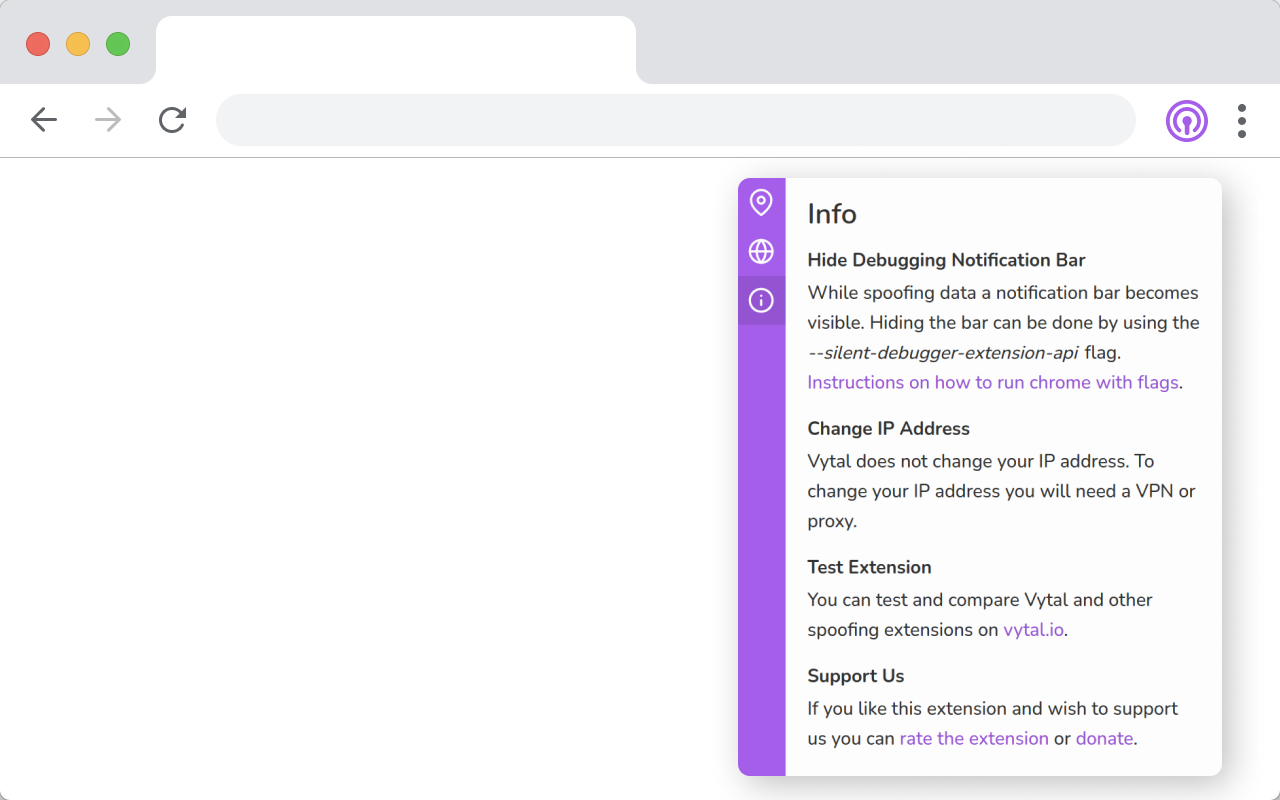 Info
Hide Debugging Notification Bar
While spoofing data a notification bar becomes
visible. Hiding the bar can be done by using the
--silent-debugger-extension-api flag.
Instructions on how to run chrome with flags.
Change IP Address
Vytal does not change your IP address. To
change your IP address you will need a VPN or
proxy.
Test Extension
You can test and compare Vytal and other
spoofing extensions on vytal.io.
Support Us
If you like this extension and wish to support
us you can rate the extension or donate.